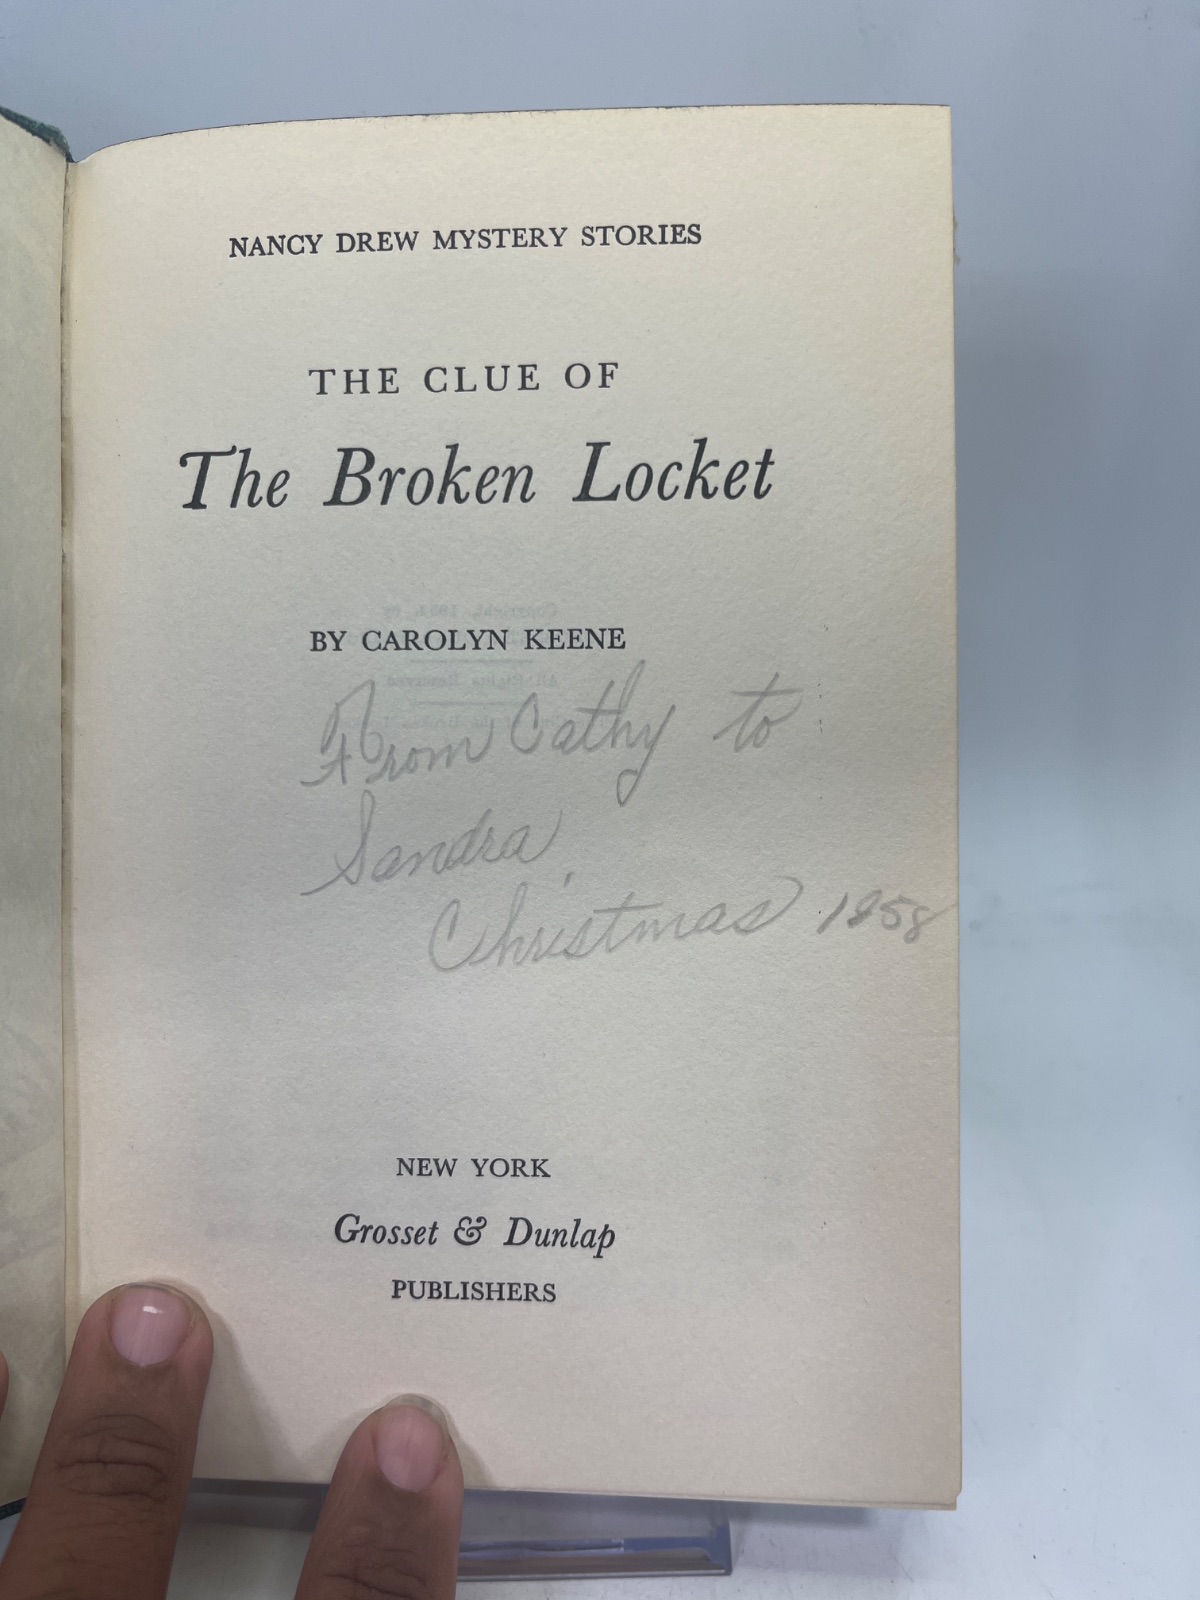 NANCY DREW MYSTERY STORIES
THE CLUE OF
The Broken Locket
BY CAROLYN KEENE
From Cathy to
Sandra,
Christmas 1958
NEW YORK
Grosset & Dunlap
PUBLISHERS